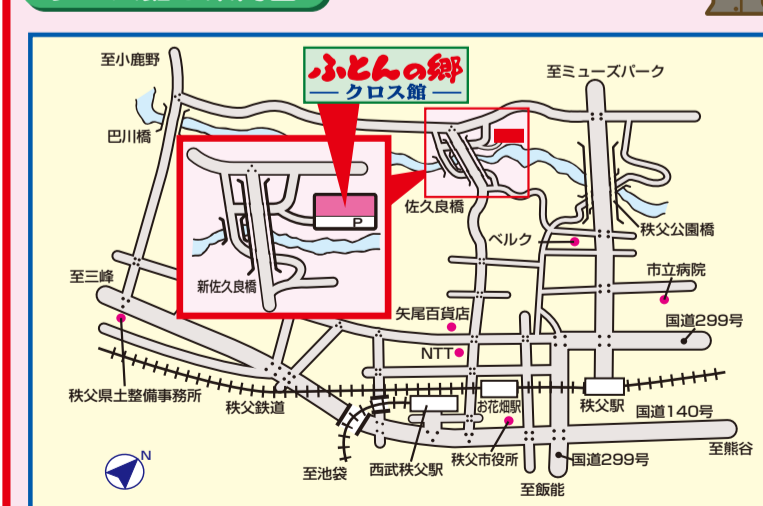 至小鹿野
ふとんの郷
クロス館
至ミューズパーク
巴川橋
P
佐久良橋
秩父公園橋
ベルク
新佐久良橋
市立病院
至三峰
矢尾百貨店
国道299号
NTT
秩父県土整備事務所
秩父鉄道
お花畑駅
秩父駅
国道140号
至熊谷
至池袋
西武秩父駅
秩父市役所
国道299号
至飯能
N